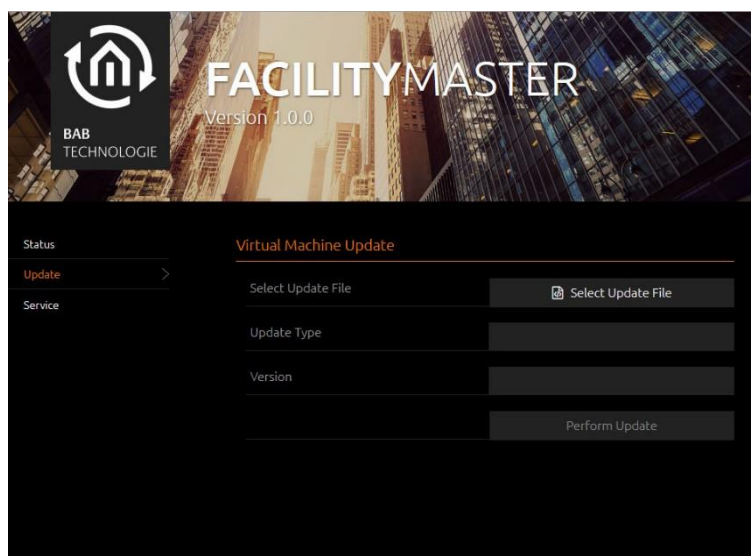 BAB
TECHNOLOGIE
FACILITYMASTER
Version 1.0.0
Status
Update
Service
Virtual Machine Update
Select Update File
Select Update File
Update Type
Version
Perform Update